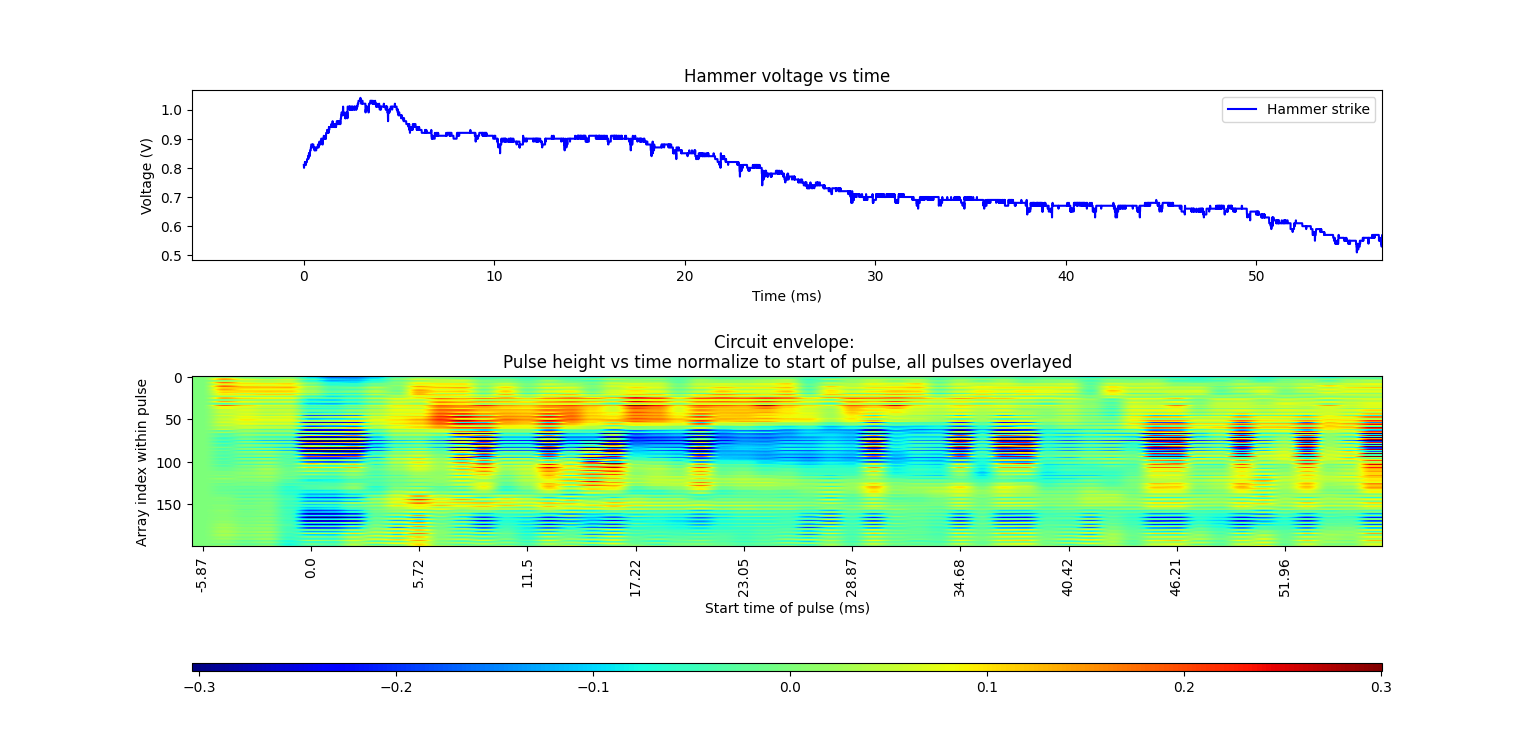 Hammer voltage vs time
Hammer strike
Voltage (V)
1.0
0.9
0.8
0.7
0.6
0.5
0 10 20 30 40 50
Time (ms)
Circuit envelope:
Pulse height vs time normalize to start of pulse, all pulses overlayed
Array index within pulse
0
50
100
150
-5.87 0.0 5.72 11.5 17.22 23.05 28.87 34.68 40.42 46.21 51.96
Start time of pulse (ms)
−0.3 −0.2 −0.1 0.0 0.1 0.2 0.3